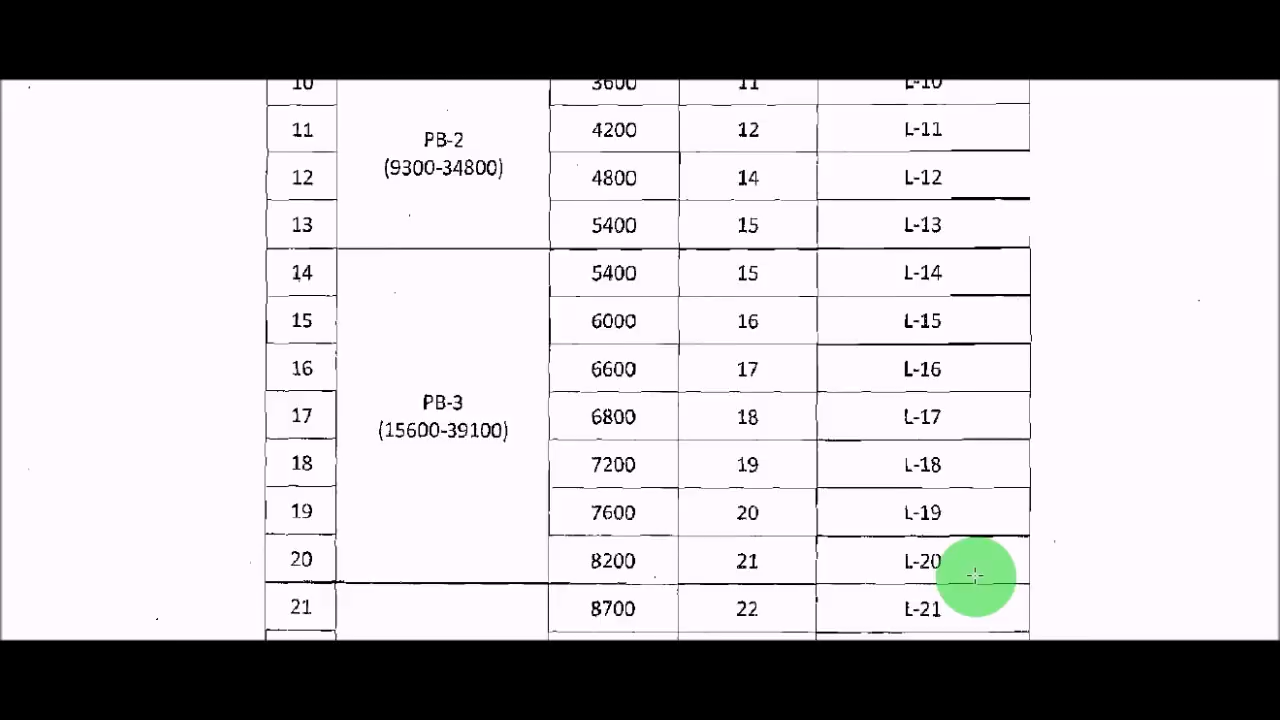 10 3600 11 L-10
11 4200 12 L-11
PB-2
(9300-34800)
12 4800 14 L-12
13 5400 15 L-13
14 5400 15 L-14
15 6000 16 L-15
16 6600 17 L-16
PB-3
(15600-39100)
17 6800 18 L-17
18 7200 19 L-18
19 7600 20 L-19
20 8200 21 L-20
21 8700 22 L-21